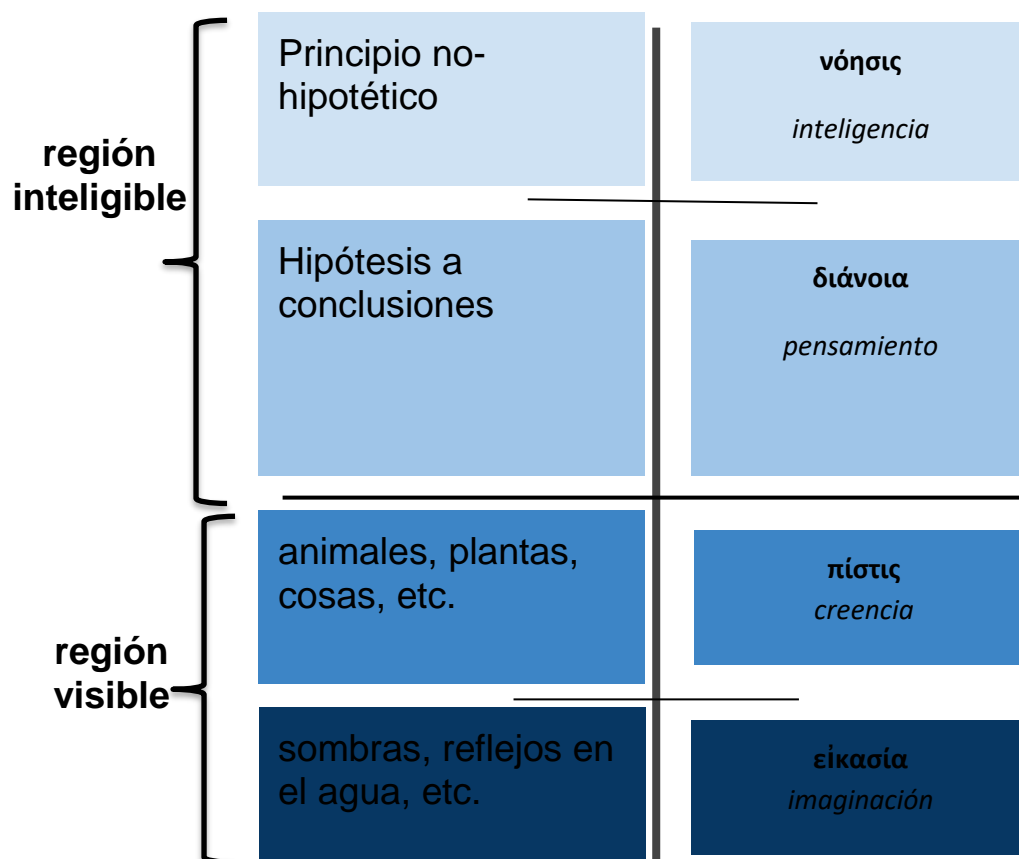 Principio no-
hipotético
νόησις
inteligencia
región
inteligible
Hipótesis a
conclusiones
διάνοια
pensamiento
animales, plantas,
cosas, etc.
πίστις
creencia
región
visible
sombras, reflejos en
el agua, etc.
εἰκασία
imaginación